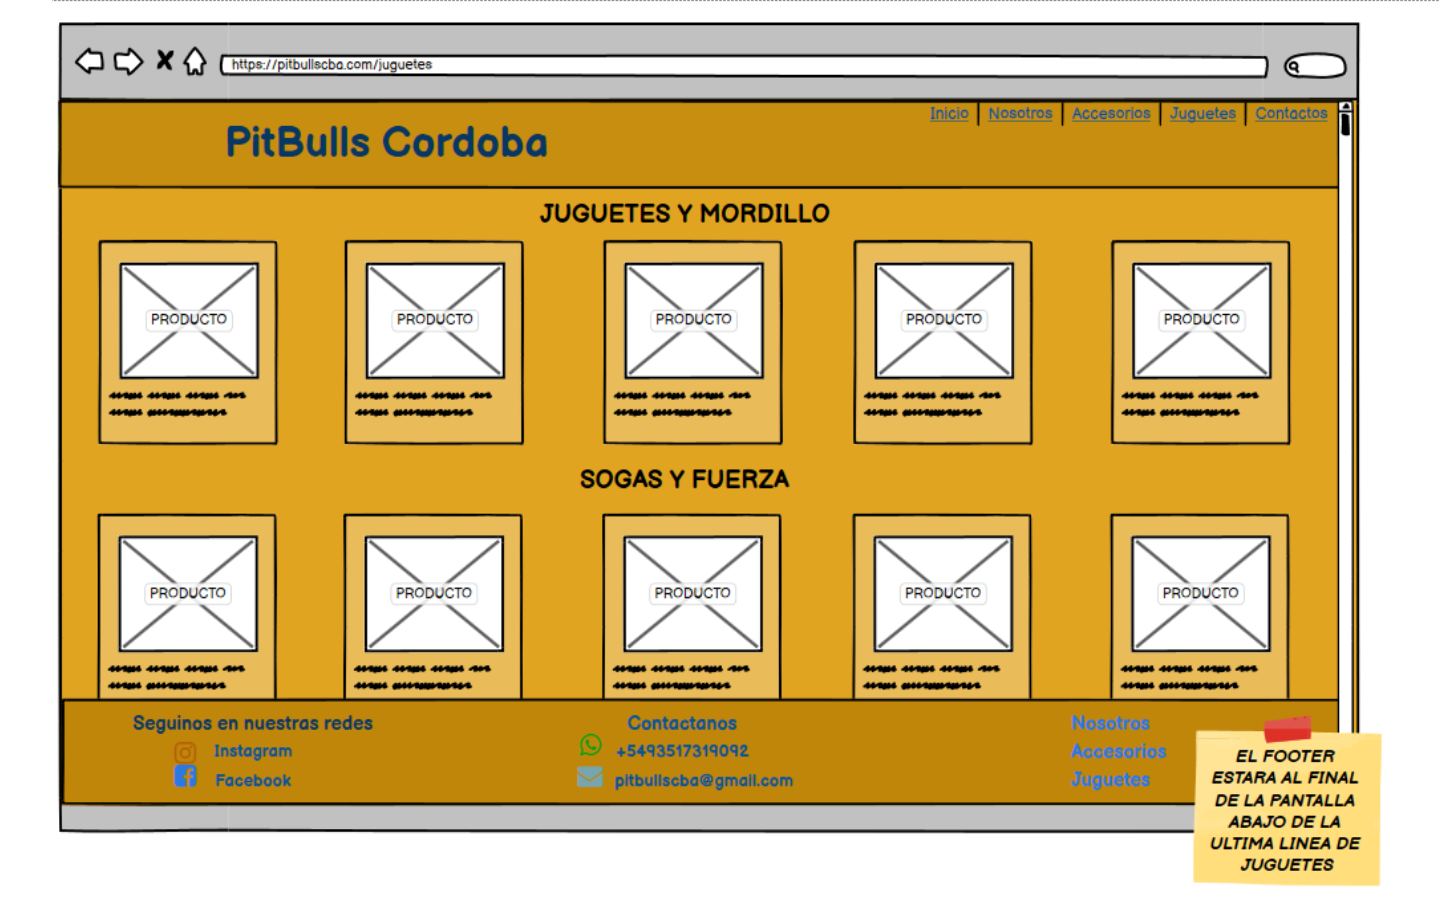 https://pitbullscba.com/juguetes
Inicio Nosotros Accesorios Juguetes Contactos
PitBulls Cordoba
JUGUETES Y MORDILLO
PRODUCTO PRODUCTO PRODUCTO PRODUCTO PRODUCTO
SOGAS Y FUERZA
PRODUCTO PRODUCTO PRODUCTO PRODUCTO PRODUCTO
Seguinos en nuestras redes
Instagram
Facebook
Contactanos
+5493517319092
pitbullscba@gmail.com
Nosotros
Accesorios
Juguetes
EL FOOTER
ESTARA AL FINAL
DE LA PANTALLA
ABAJO DE LA
ULTIMA LINEA DE
JUGUETES